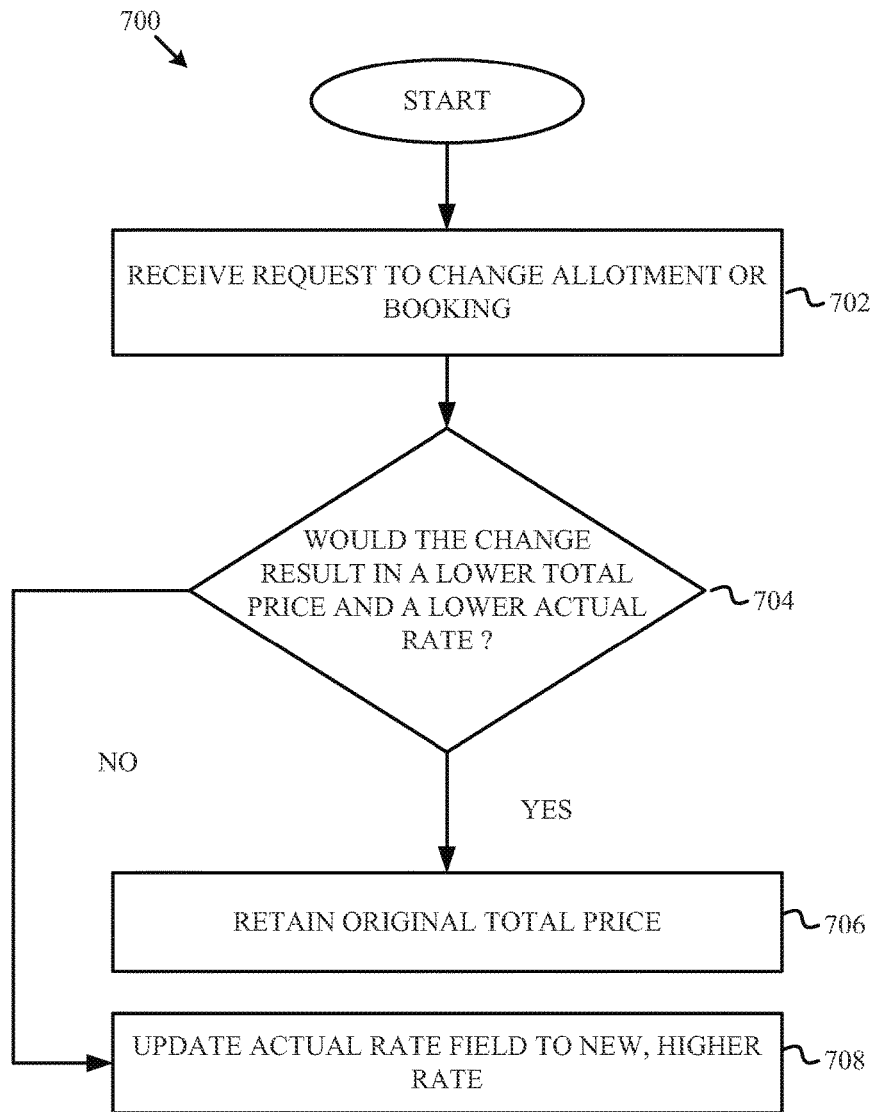 700
START
RECEIVE REQUEST TO CHANGE ALLOTMENT OR
BOOKING
702
WOULD THE CHANGE
RESULT IN A LOWER TOTAL
PRICE AND A LOWER ACTUAL
RATE ?
704
NO
YES
RETAIN ORIGINAL TOTAL PRICE
706
UPDATE ACTUAL RATE FIELD TO NEW, HIGHER
RATE
708